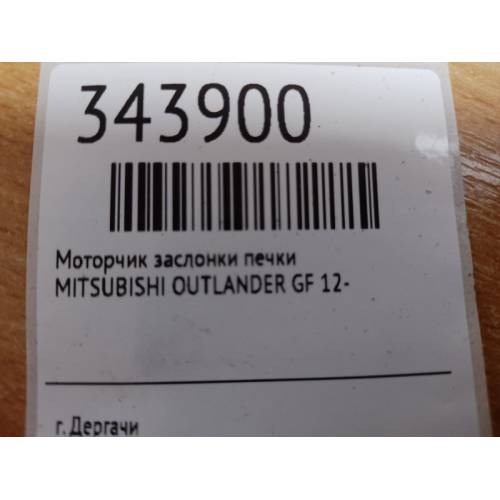 343900
Моторчик заслонки печки
MITSUBISHI OUTLANDER GF 12-
г. Дергачи